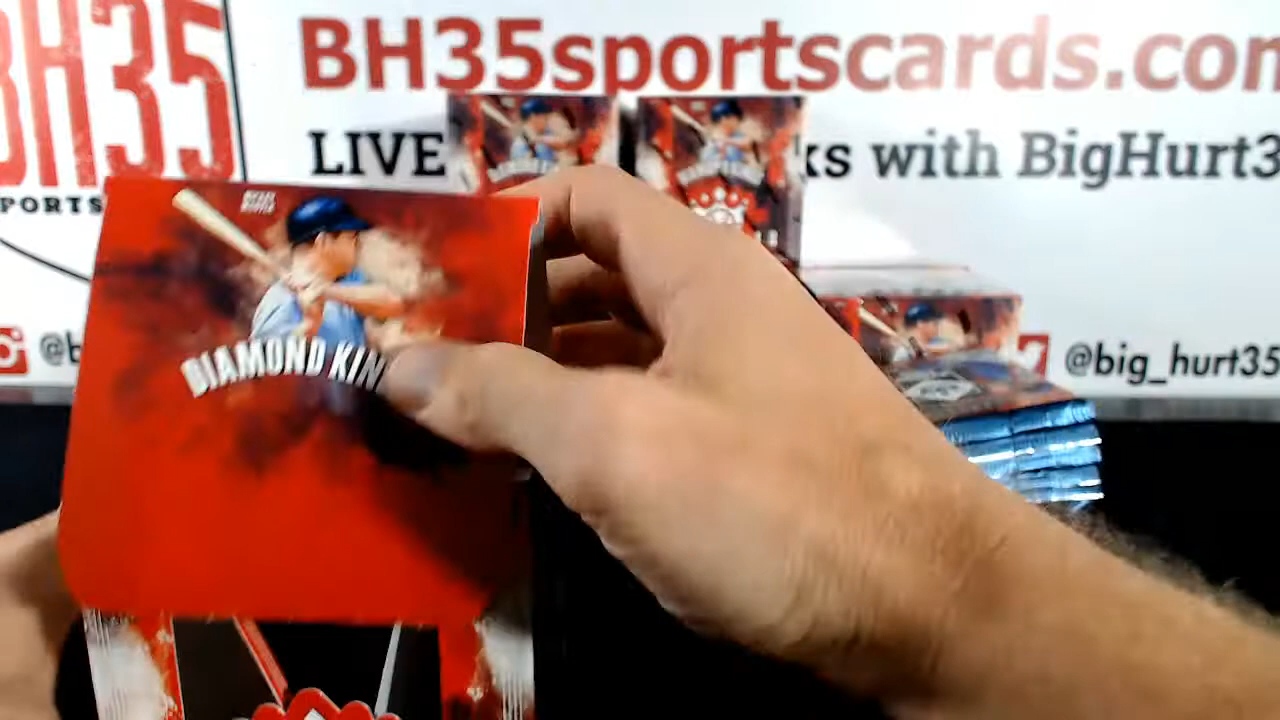 BH35
SPORTS
BH35sportscards.com
LIVE ks with BigHurt3
@b
@big_hurt35
DIAMOND KIN